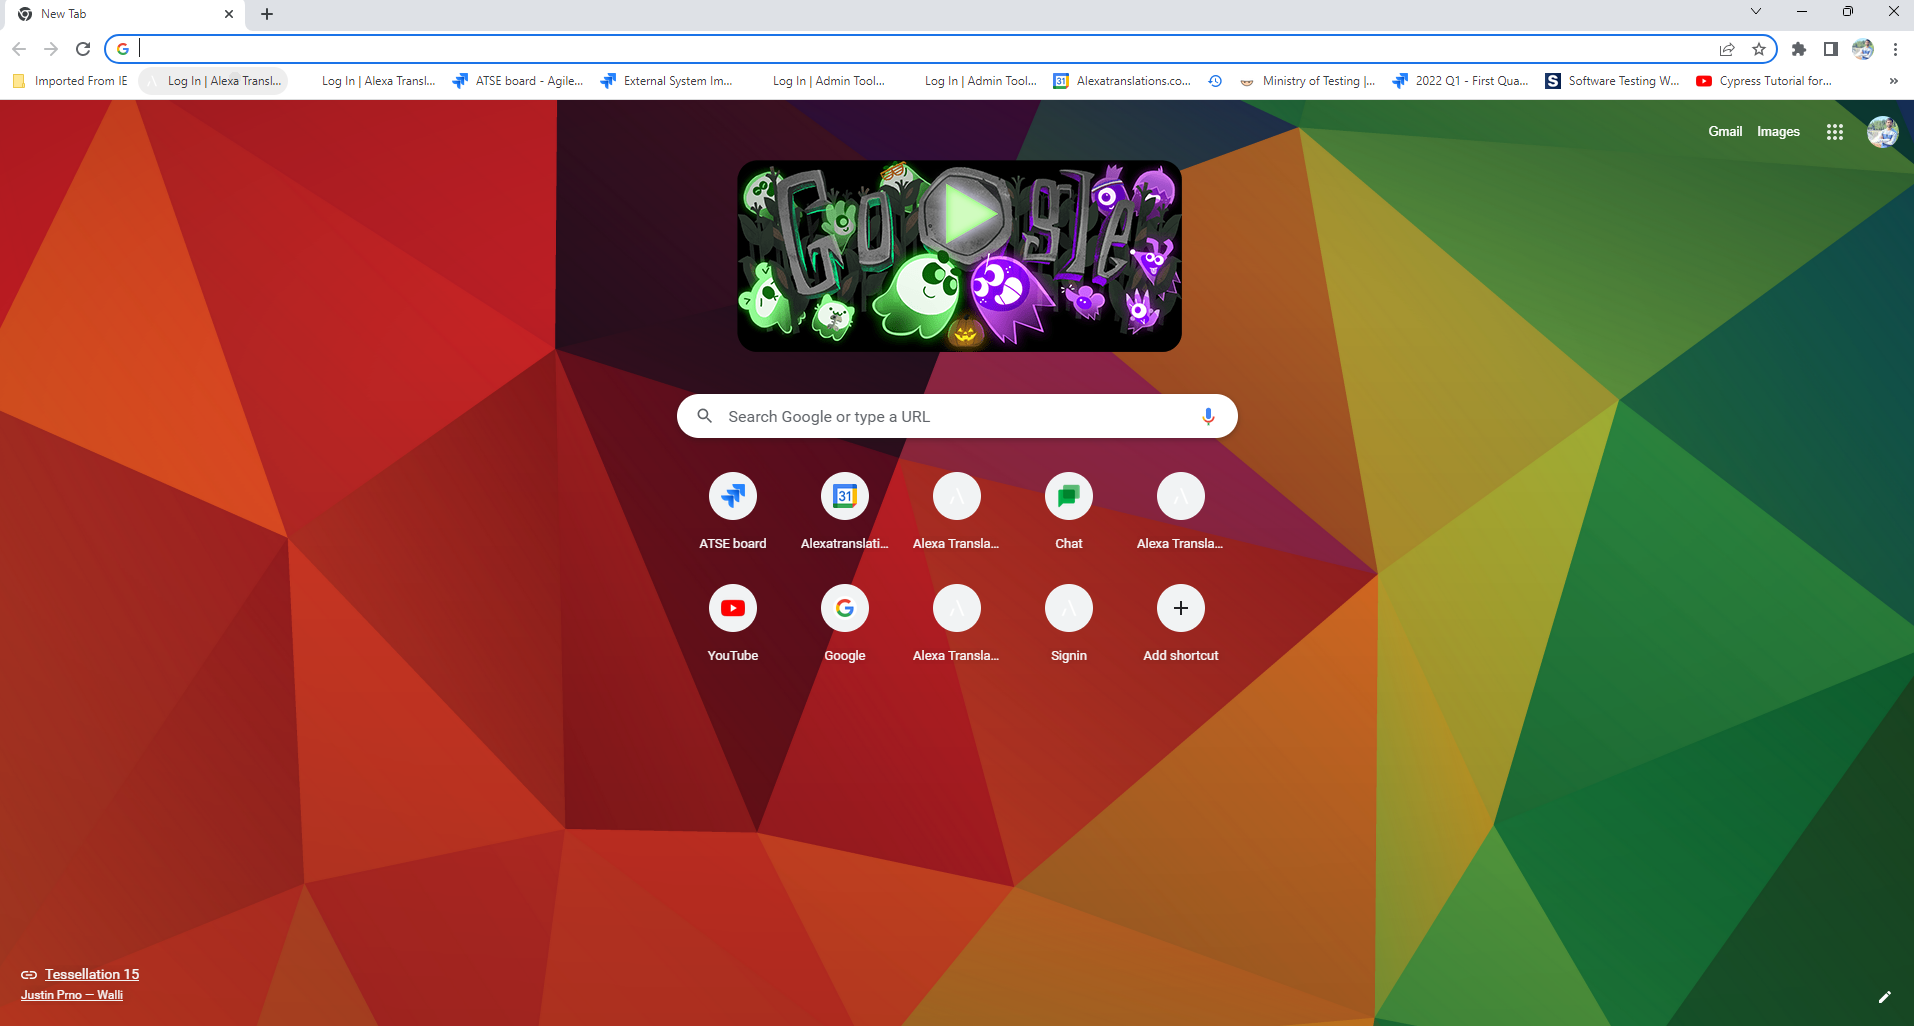 New Tab
Imported From IE
Log In | Alexa Transl...
Log In | Alexa Transl...
ATSE board - Agile...
External System Im...
Log In | Admin Tool...
Log In | Admin Tool...
Alexatranslations.co...
Ministry of Testing |...
2022 Q1 - First Qua...
Software Testing W...
Cypress Tutorial for...
»
Gmail Images
Google
Search Google or type a URL
31
ATSE board
Alexatranslati...
Alexa Transla...
Chat
Alexa Transla...
YouTube
Google
Alexa Transla...
Signin
Add shortcut
Tessellation 15
Justin Prno — Walli